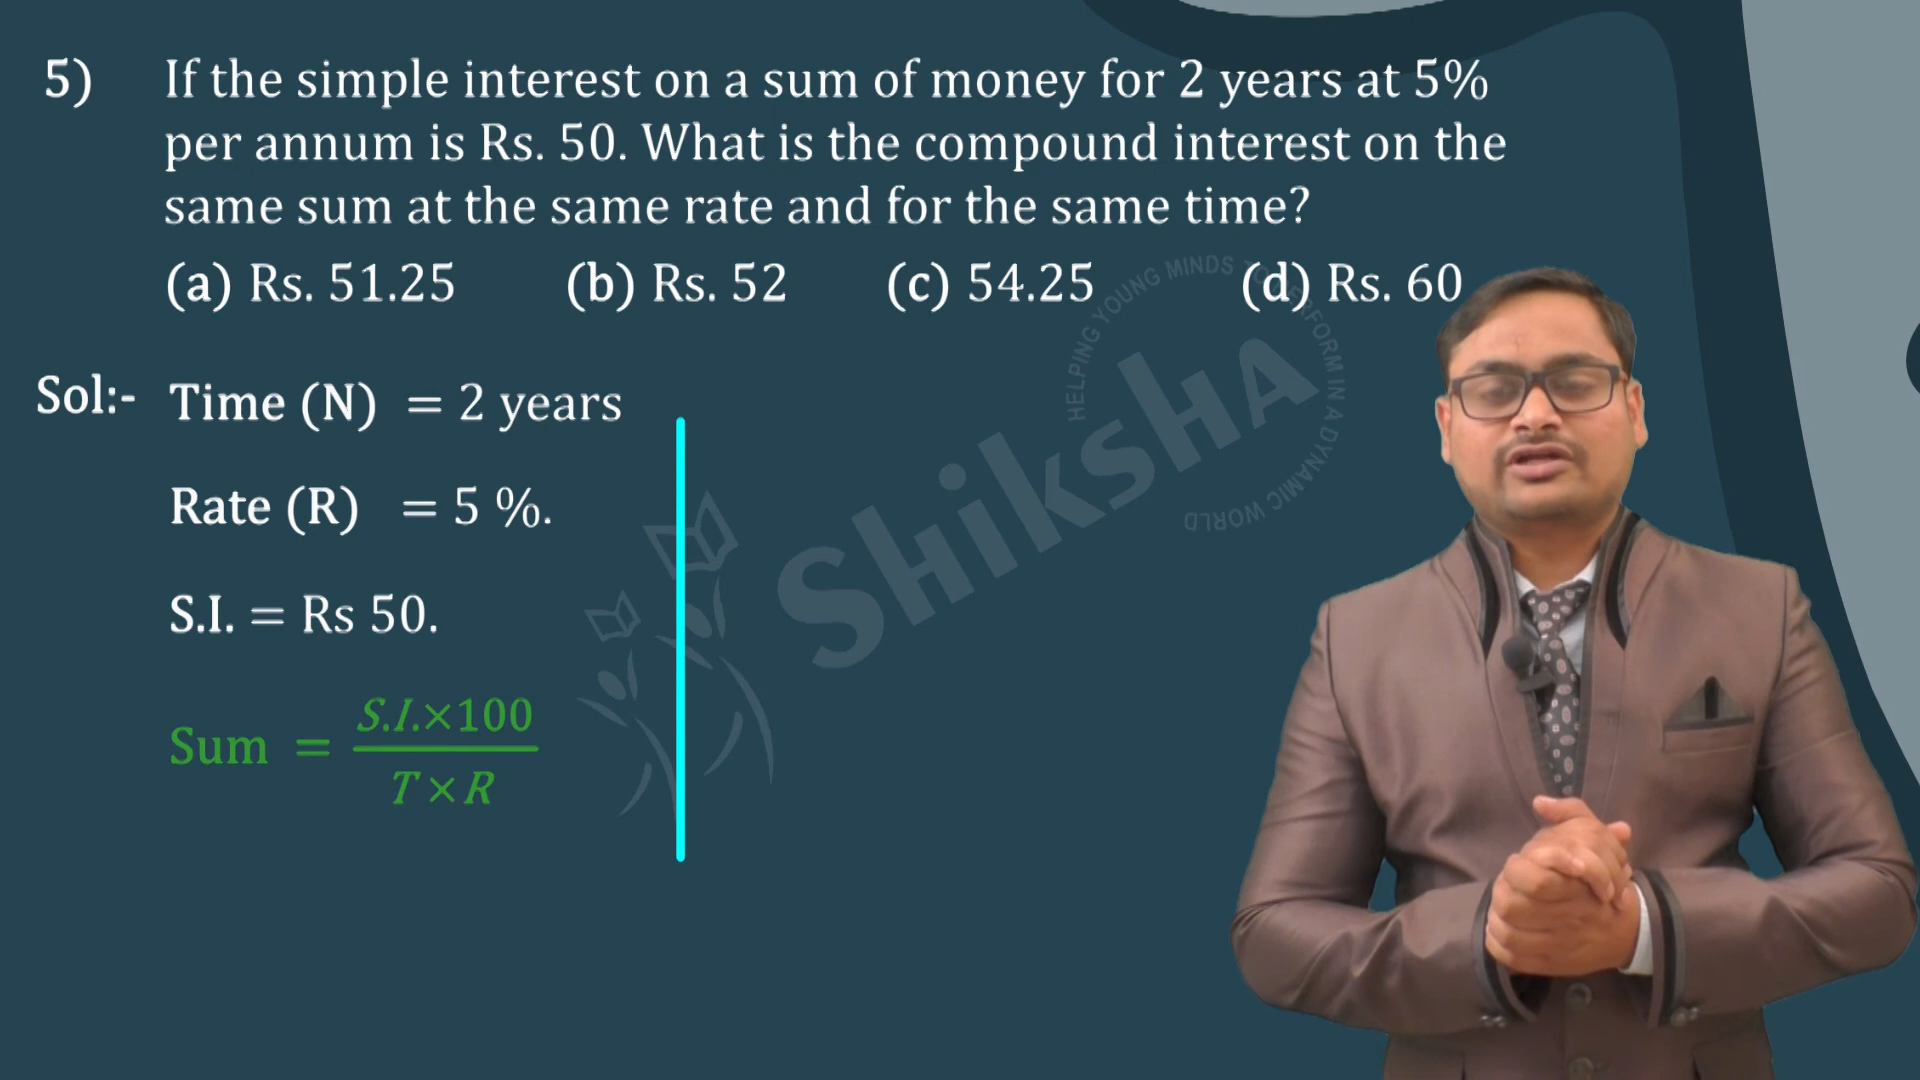 5) If the simple interest on a sum of money for 2 years at 5%
per annum is Rs. 50. What is the compound interest on the
same sum at the same rate and for the same time?
(a) Rs. 51.25 (b) Rs. 52 (c) 54.25 (d) Rs. 60
Sol:- Time (N) = 2 years
Rate (R) = 5 %.
S.I. = Rs 50.
Sum = S.I.×100
T × R
ShiksHA
HELPING YOUNG MINDS TO PERFORM IN A DYNAMIC WORLD